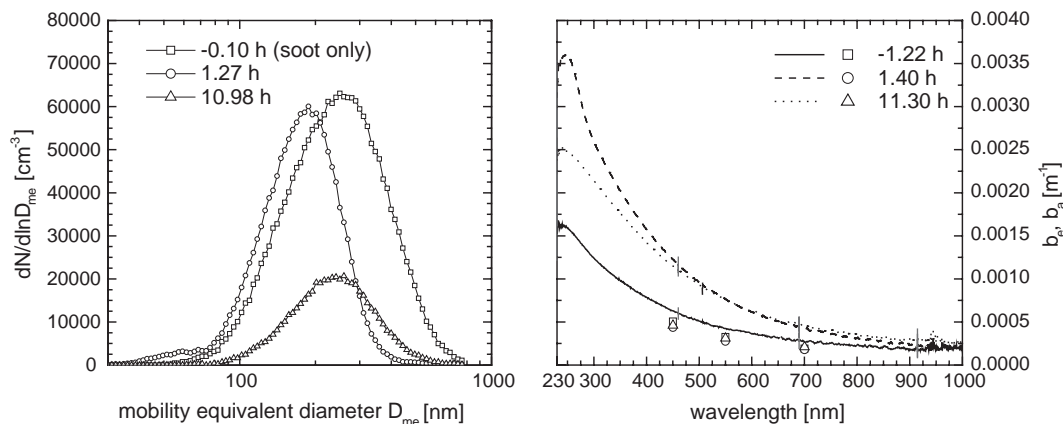 80000
70000
60000
50000
40000
30000
20000
10000
0
dN/dlnD_me [cm⁻³]
-0.10 h (soot only)
1.27 h
10.98 h
100
1000
mobility equivalent diameter D_me [nm]
-1.22 h
1.40 h
11.30 h
0.0040
0.0035
0.0030
0.0025
0.0020
0.0015
0.0010
0.0005
0.0000
b_e, b_a [m⁻¹]
230 300 400 500 600 700 800 900 1000
wavelength [nm]